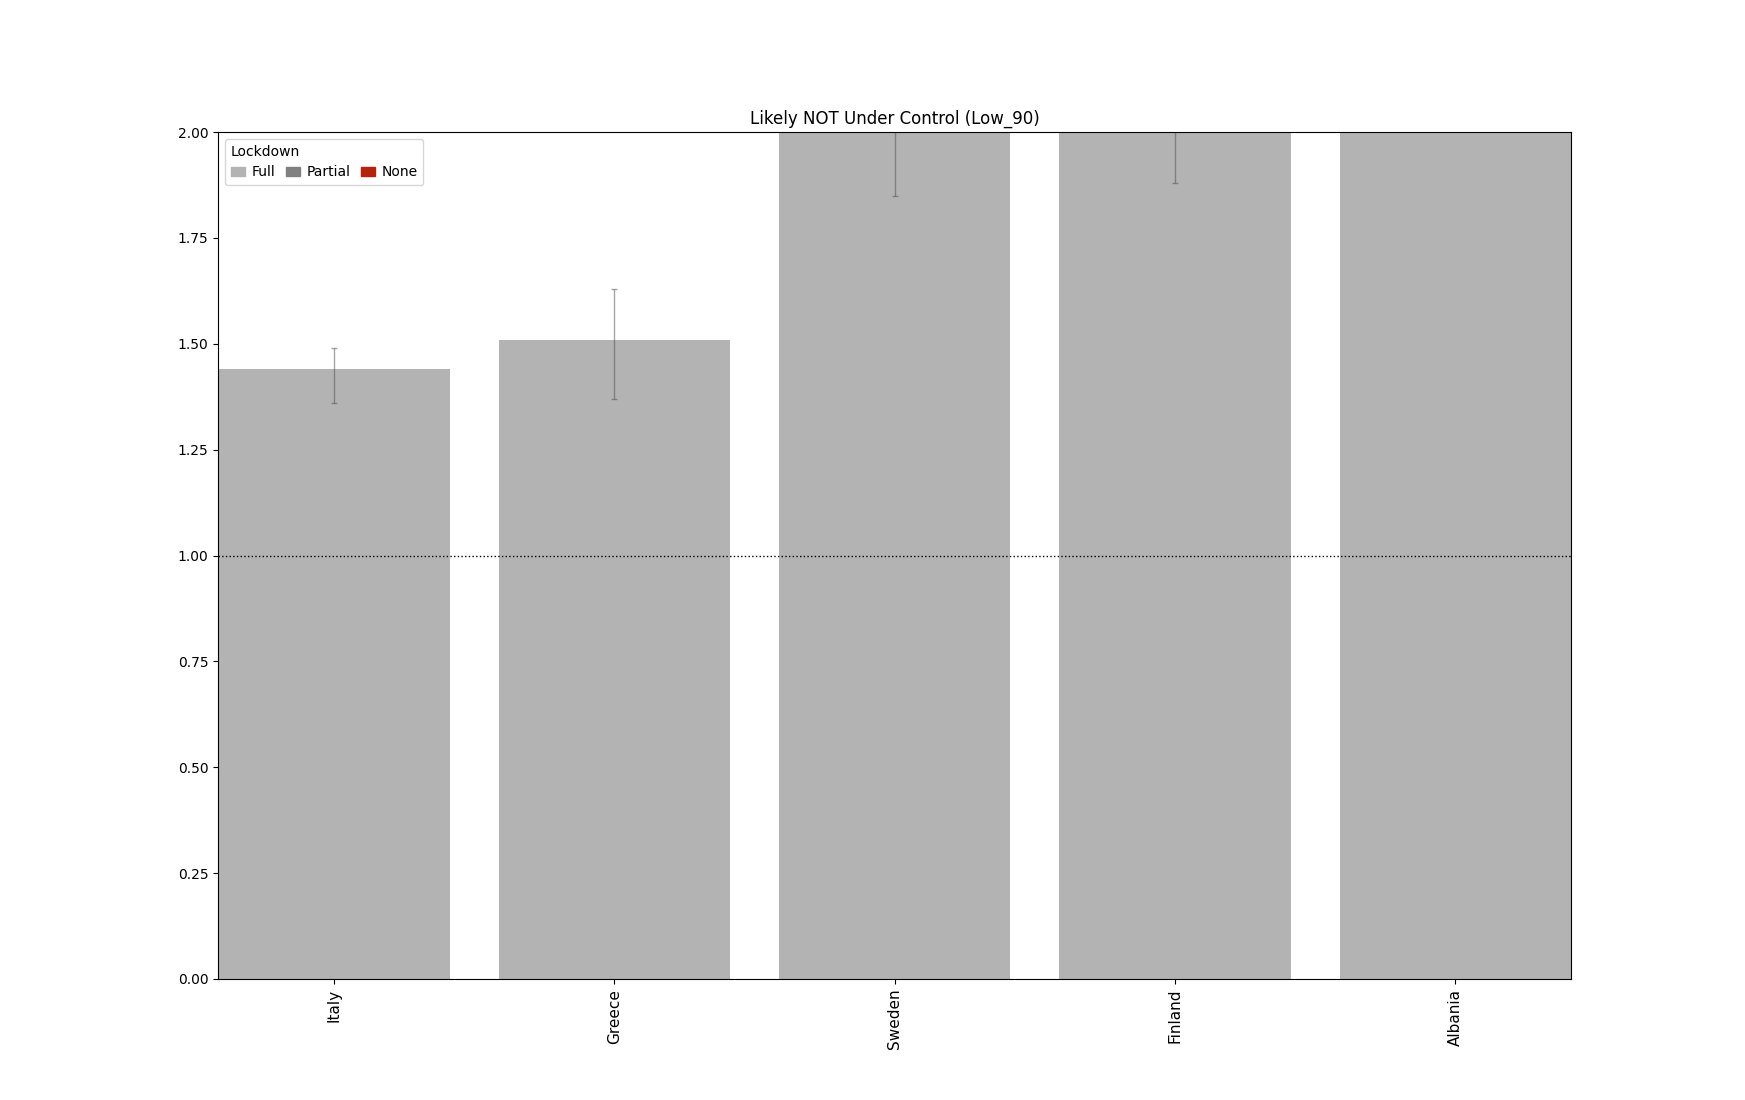 Likely NOT Under Control (Low_90)
2.00
1.75
1.50
1.25
1.00
0.75
0.50
0.25
0.00
Lockdown
Full Partial None
Italy
Greece
Sweden
Finland
Albania